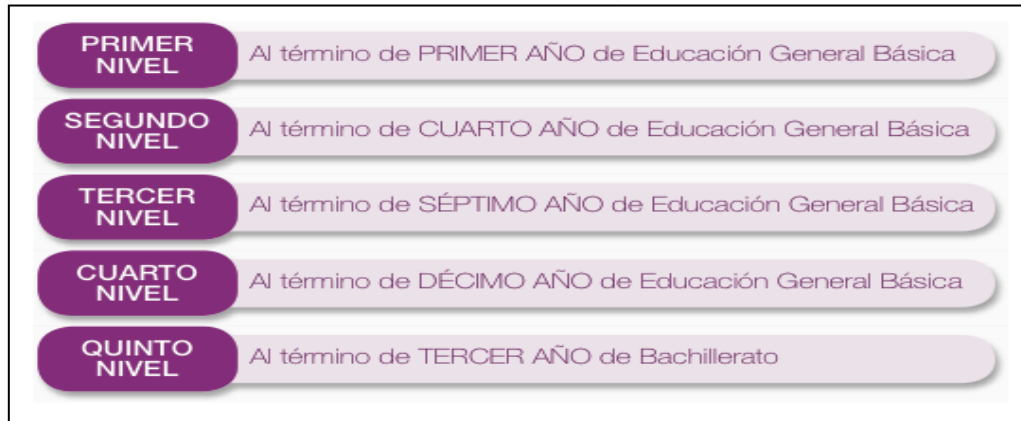 PRIMER
NIVEL
Al término de PRIMER AÑO de Educación General Básica
SEGUNDO
NIVEL
Al término de CUARTO AÑO de Educación General Básica
TERCER
NIVEL
Al término de SÉPTIMO AÑO de Educación General Básica
CUARTO
NIVEL
Al término de DÉCIMO AÑO de Educación General Básica
QUINTO
NIVEL
Al término de TERCER AÑO de Bachillerato